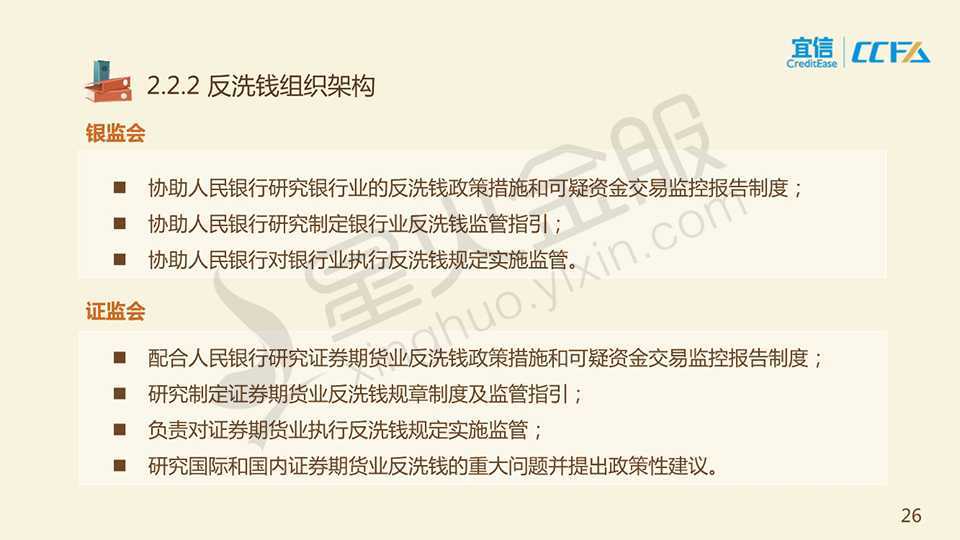 宜信
CreditEase
CCFA
2.2.2 反洗钱组织架构
银监会
■ 协助人民银行研究银行业的反洗钱政策措施和可疑资金交易监控报告制度；
■ 协助人民银行研究制定银行业反洗钱监管指引；
■ 协助人民银行对银行业执行反洗钱规定实施监管。
证监会
■ 配合人民银行研究证券期货业反洗钱政策措施和可疑资金交易监控报告制度；
■ 研究制定证券期货业反洗钱规章制度及监管指引；
■ 负责对证券期货业执行反洗钱规定实施监管；
■ 研究国际和国内证券期货业反洗钱的重大问题并提出政策性建议。
星火金服
xinghuo.yixin.com
26